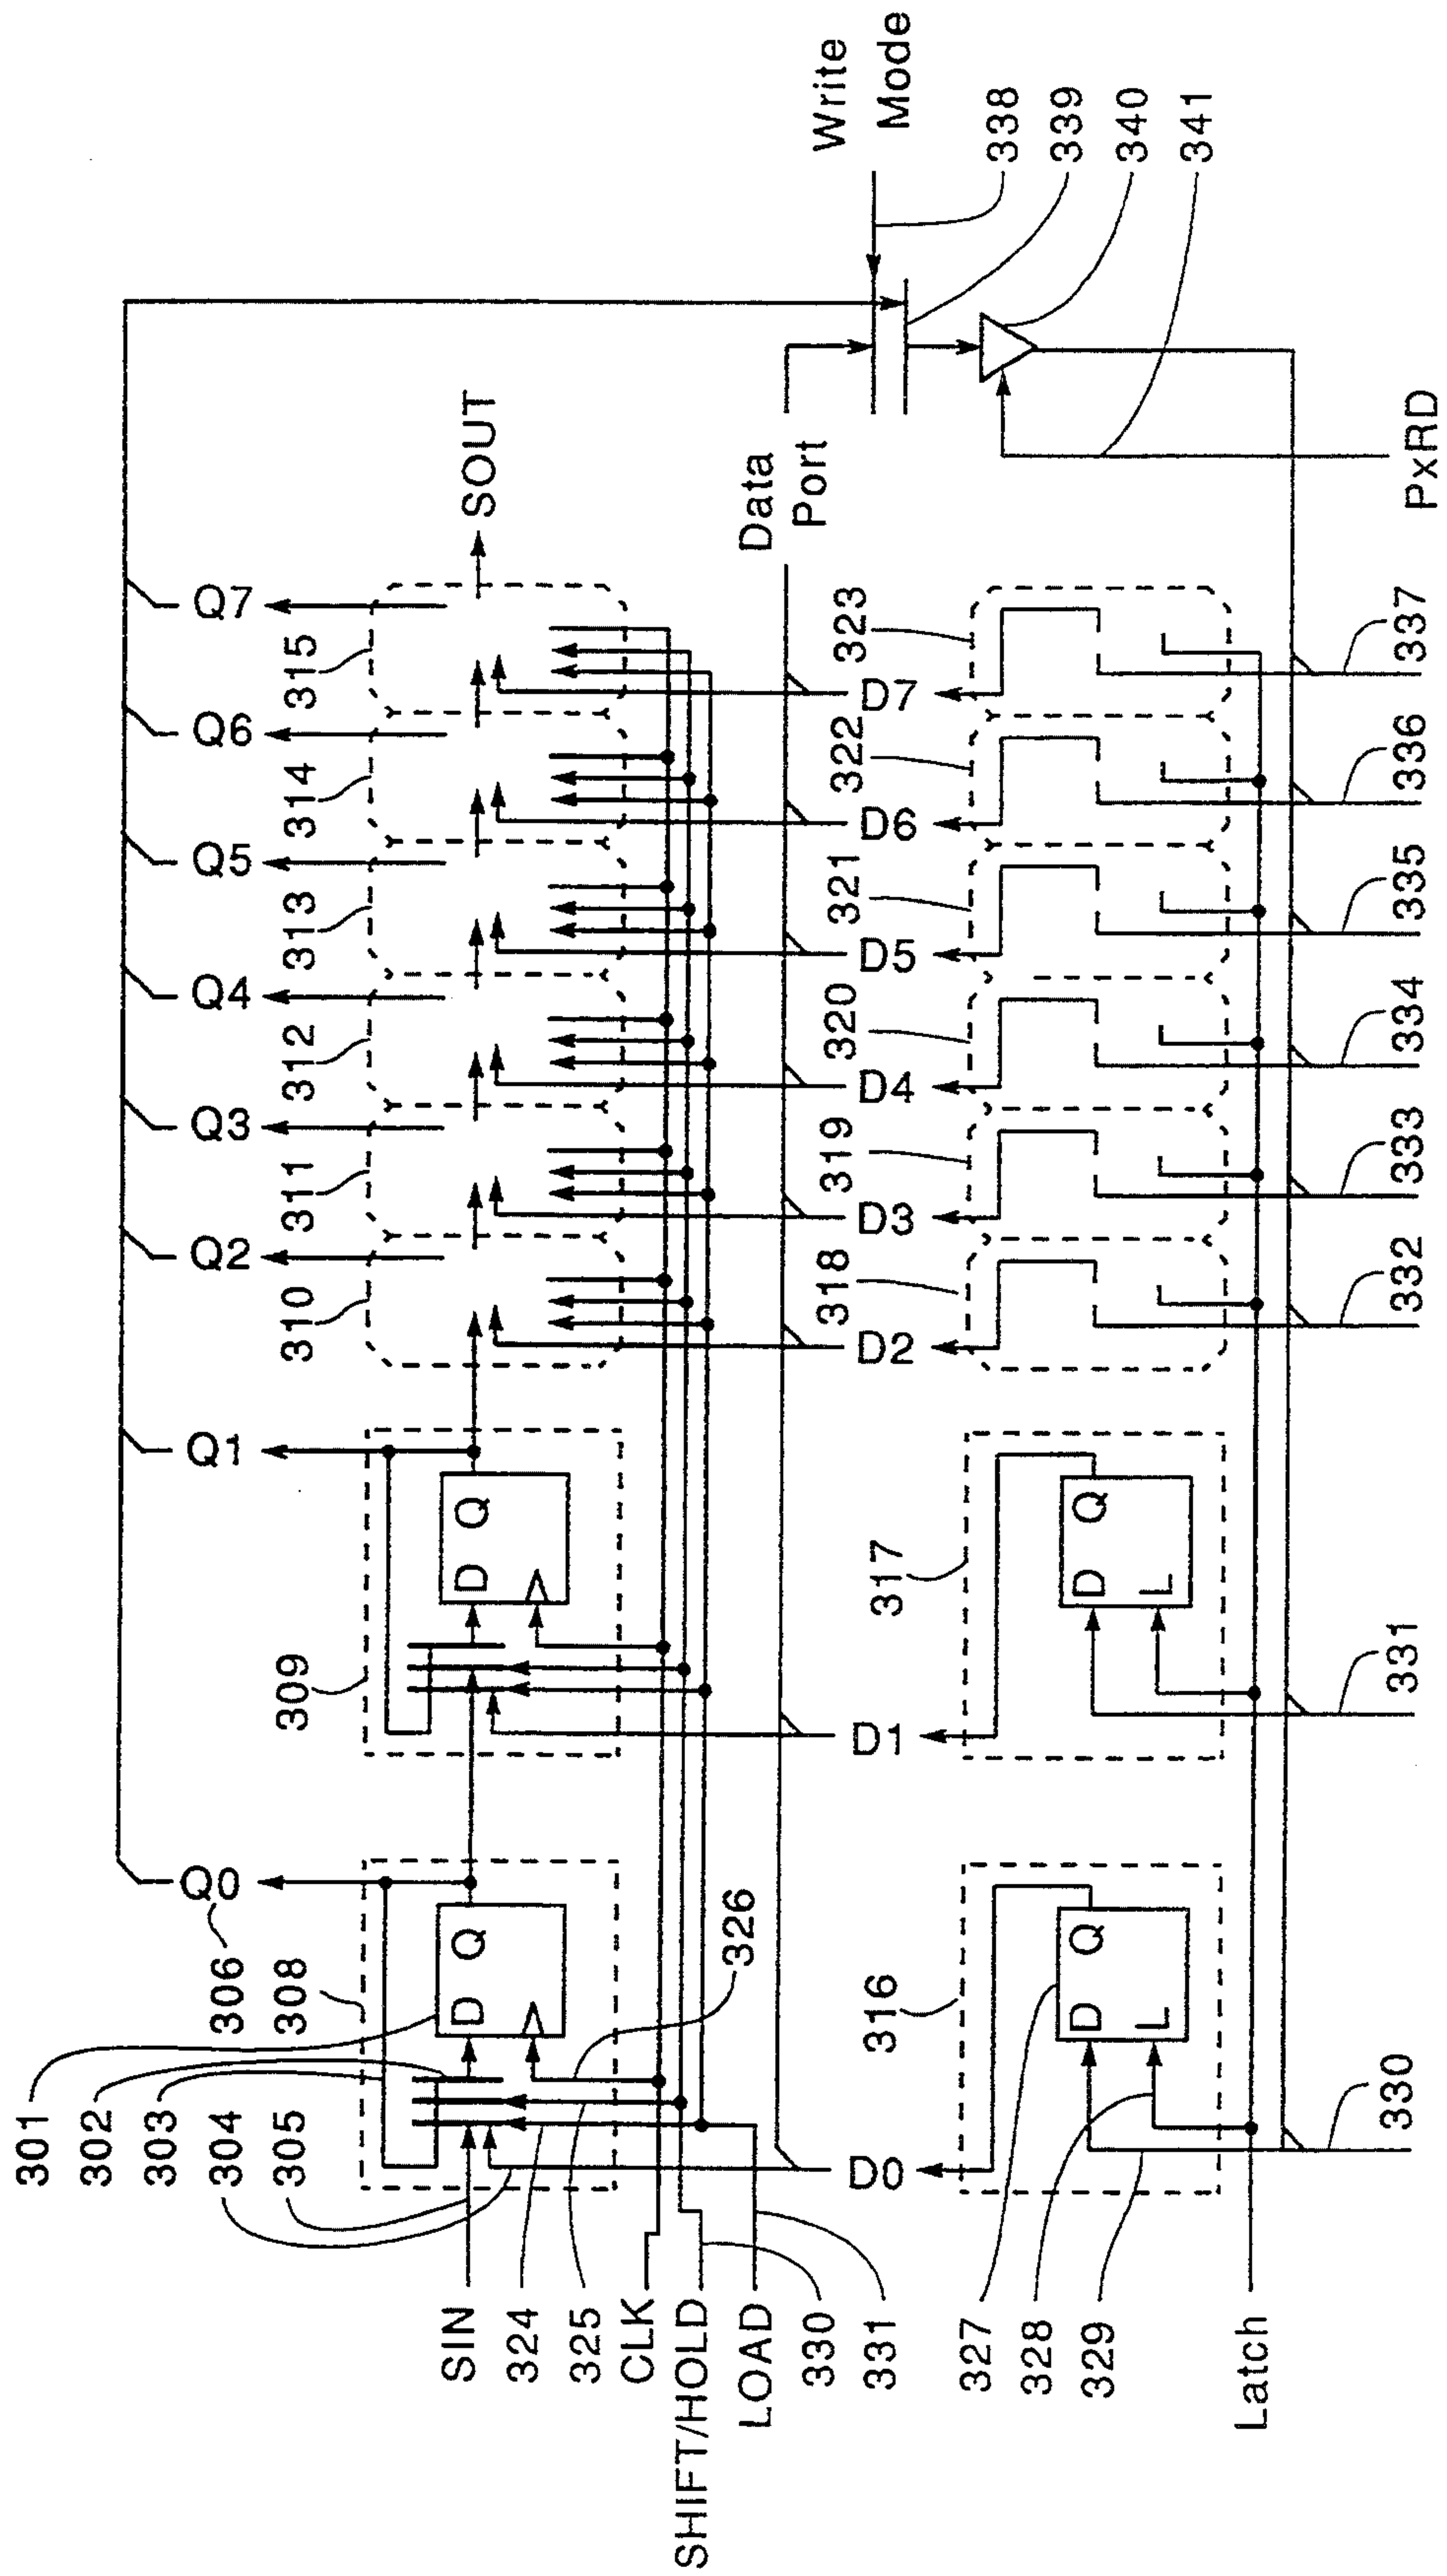 301
302
303
304
305
306
308
Q0
Q1
Q2
Q3
Q4
Q5
Q6
Q7
309
310
311
312
313
314
315
SIN
D Q
D Q
SOUT
324
325
326
CLK
SHIFT/HOLD
LOAD
330
331
Data
Port
Write
Mode
D0
D1
D2
D3
D4
D5
D6
D7
316
317
318
319
320
321
322
323
338
339
340
341
327
328
329
D Q
L
D Q
L
Latch
330
331
332
333
334
335
336
337
PxRD